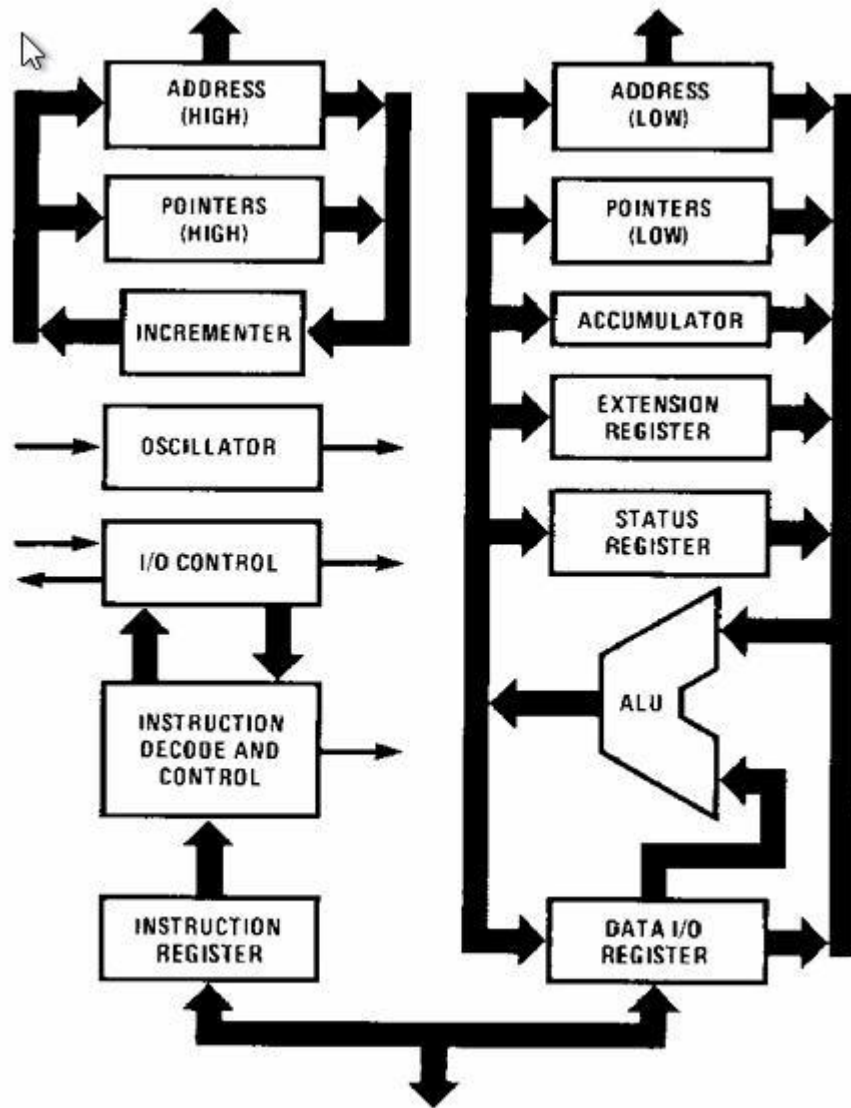 ADDRESS
(HIGH)
POINTERS
(HIGH)
INCREMENTER
OSCILLATOR
I/O CONTROL
INSTRUCTION
DECODE AND
CONTROL
INSTRUCTION
REGISTER
ADDRESS
(LOW)
POINTERS
(LOW)
ACCUMULATOR
EXTENSION
REGISTER
STATUS
REGISTER
ALU
DATA I/O
REGISTER